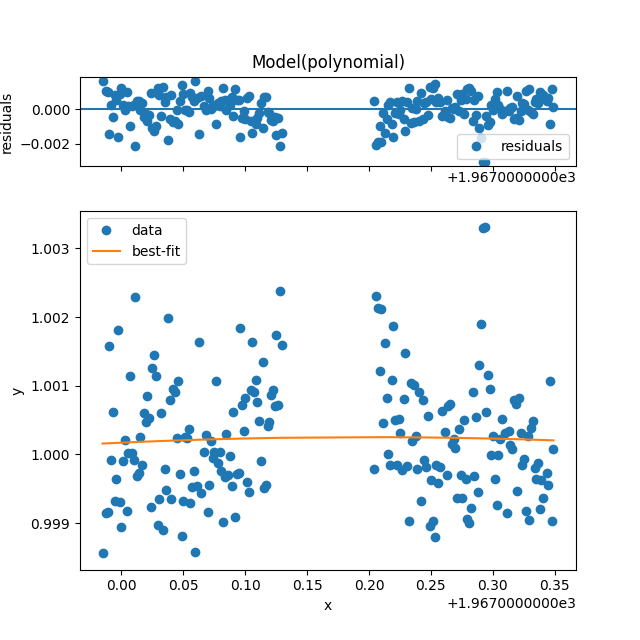 Model(polynomial)
residuals
0.000
−0.002
residuals
+1.9670000000e3
y
1.003
1.002
1.001
1.000
0.999
data
best-fit
0.00 0.05 0.10 0.15 0.20 0.25 0.30 0.35
x
+1.9670000000e3